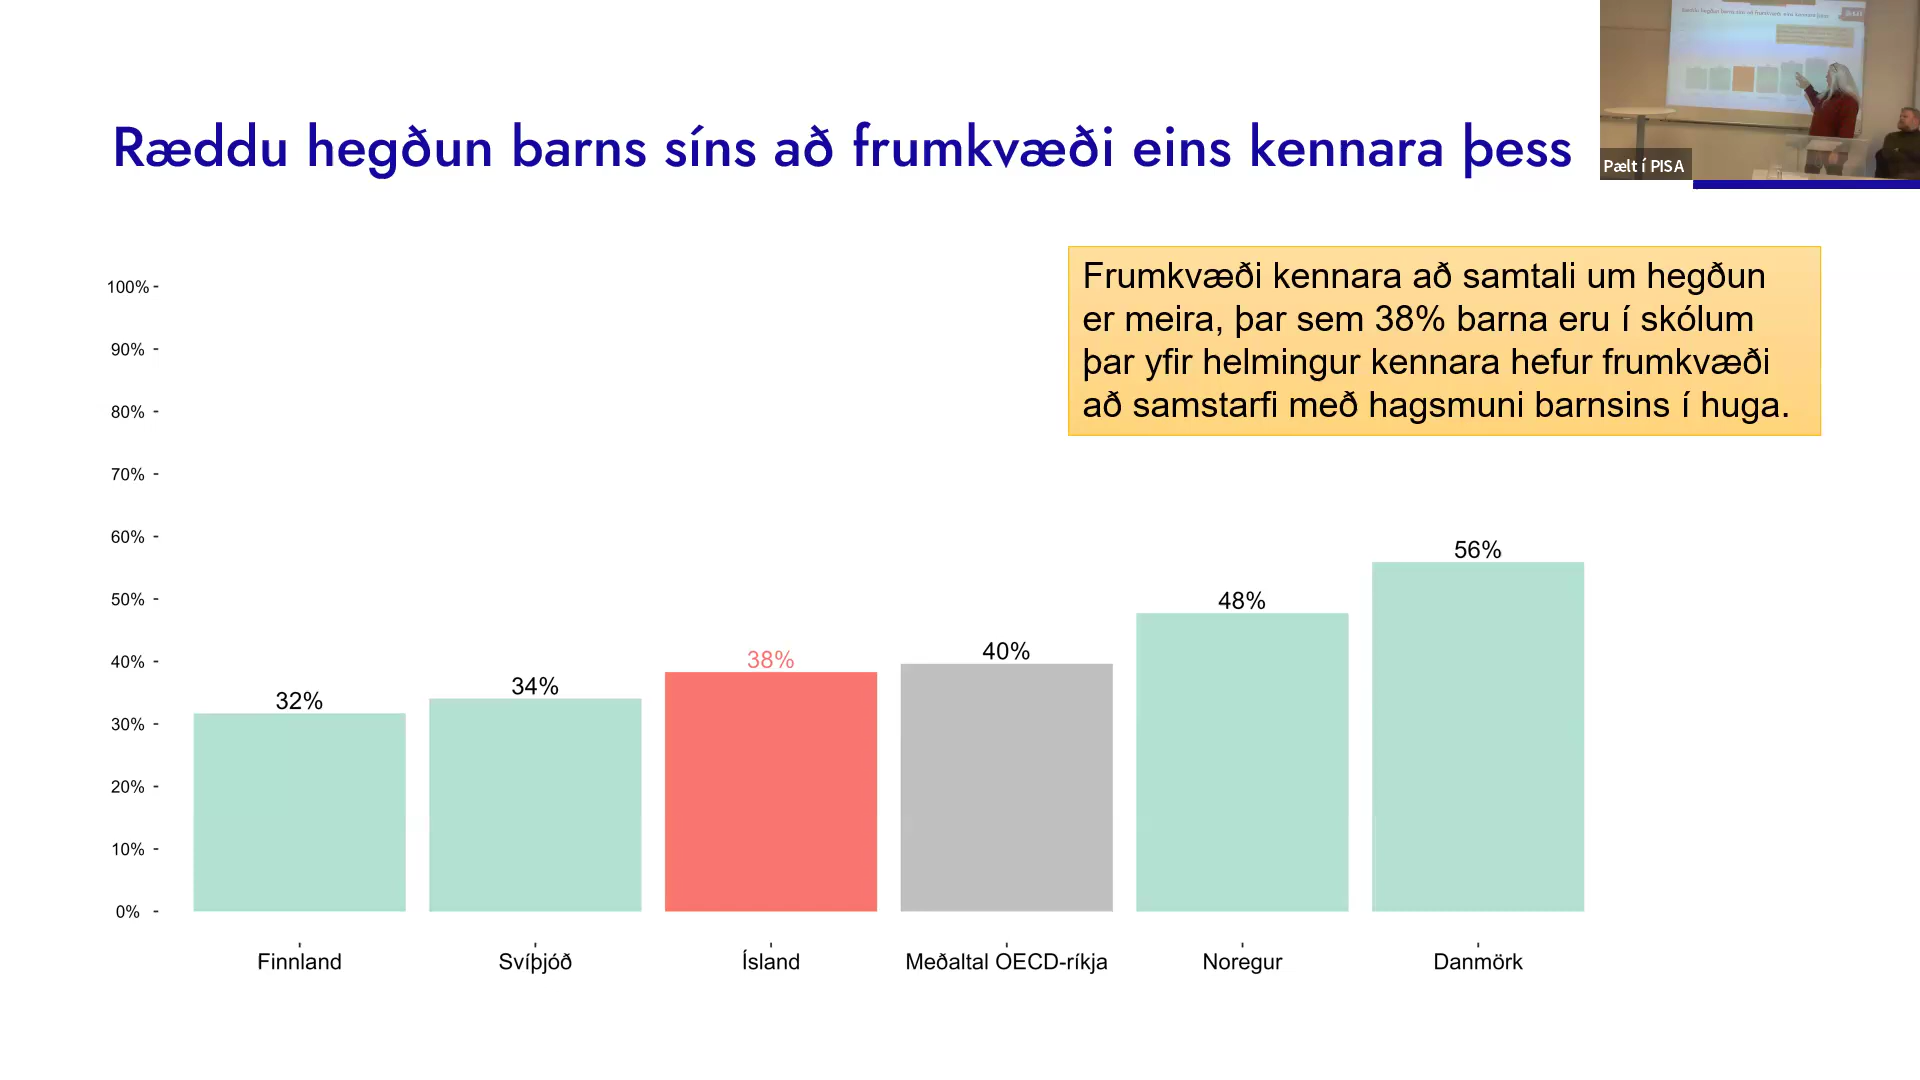 Ræddu hegðun barns síns að frumkvæði eins kennara þess
Pælt í PISA
Frumkvæði kennara að samtali um hegðun
er meira, þar sem 38% barna eru í skólum
þar yfir helmingur kennara hefur frumkvæði
að samstarfi með hagsmuni barnsins í huga.
100%
90%
80%
70%
60%
50%
40%
30%
20%
10%
0%
32%
34%
38%
40%
48%
56%
Finnland
Svíþjóð
Ísland
Meðaltal OECD-ríkja
Noregur
Danmörk